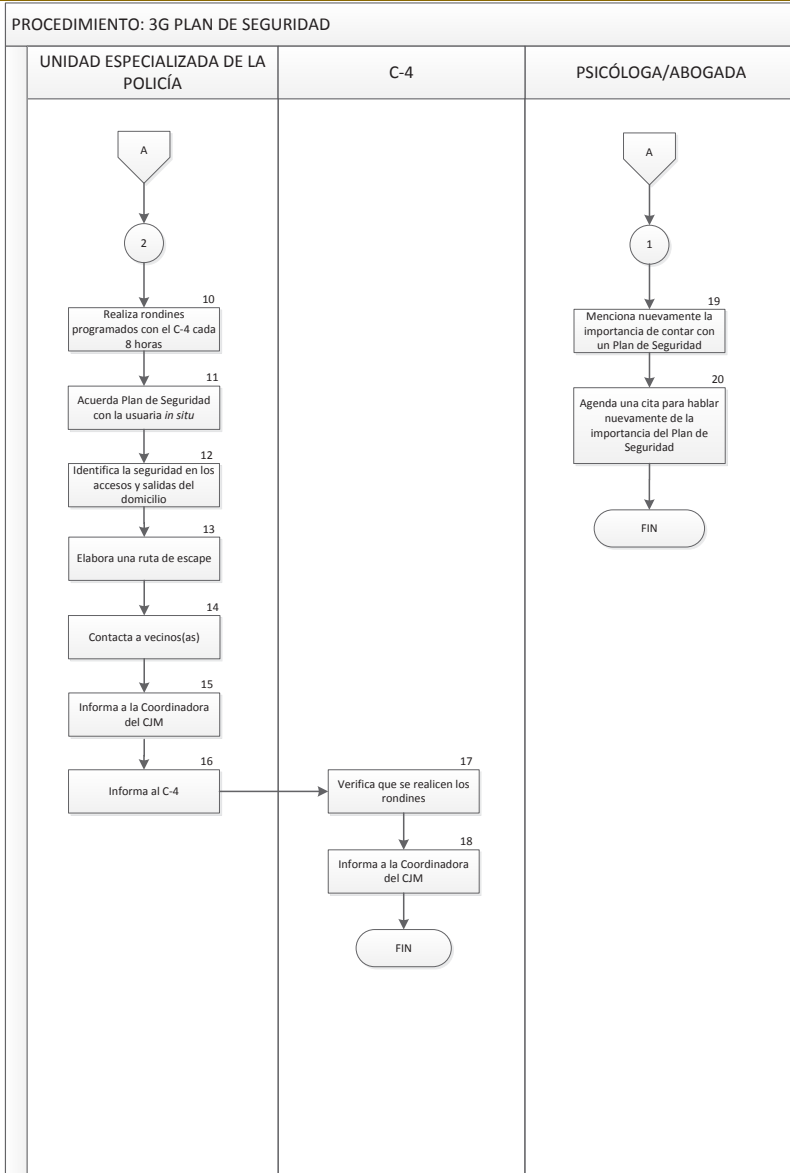 PROCEDIMIENTO: 3G PLAN DE SEGURIDAD
UNIDAD ESPECIALIZADA DE LA
POLICÍA
C-4
PSICÓLOGA/ABOGADA
A
2
10
Realiza rondines
programados con el C-4 cada
8 horas
11
Acuerda Plan de Seguridad
con la usuaria in situ
12
Identifica la seguridad en los
accesos y salidas del
domicilio
13
Elabora una ruta de escape
14
Contacta a vecinos(as)
15
Informa a la Coordinadora
del CJM
16
Informa al C-4
17
Verifica que se realicen los
rondines
18
Informa a la Coordinadora
del CJM
FIN
A
1
19
Menciona nuevamente la
importancia de contar con
un Plan de Seguridad
20
Agenda una cita para hablar
nuevamente de la
importancia del Plan de
Seguridad
FIN